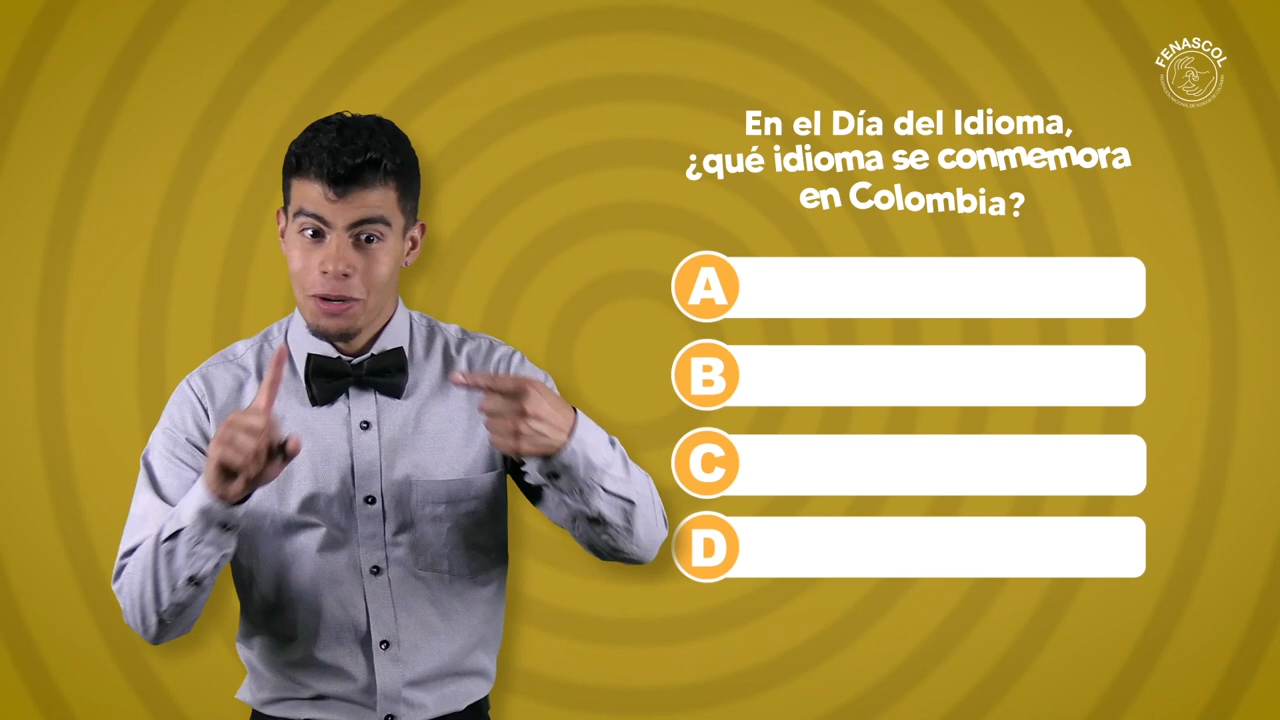 FENASCOL
En el Día del Idioma,
¿qué idioma se conmemora
en Colombia?
A
B
C
D